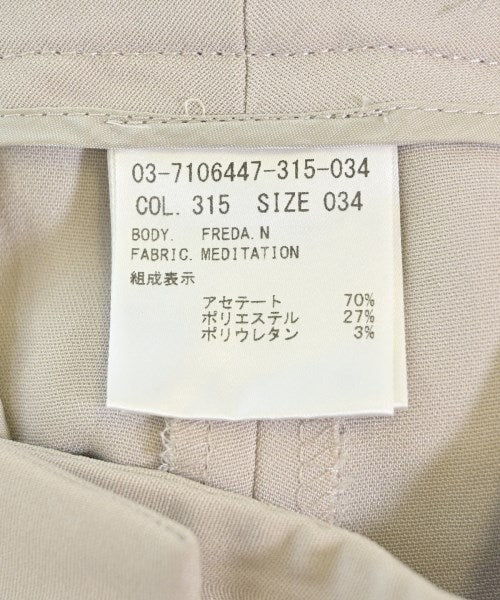 03-7106447-315-034
COL. 315 SIZE 034
BODY. FREDA.N
FABRIC. MEDITATION
組成表示
アセテート 70%
ポリエステル 27%
ポリウレタン 3%